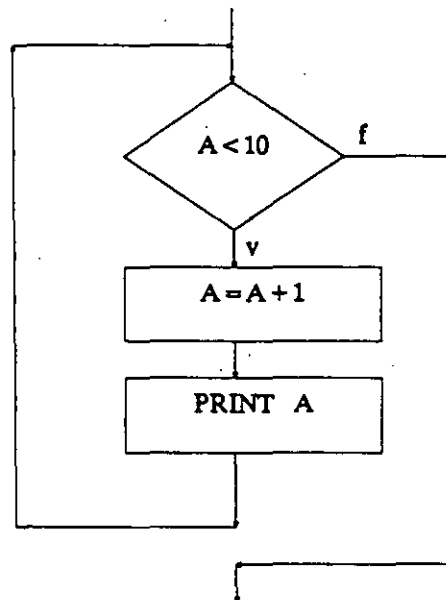 A < 10
f
v
A = A + 1
PRINT A